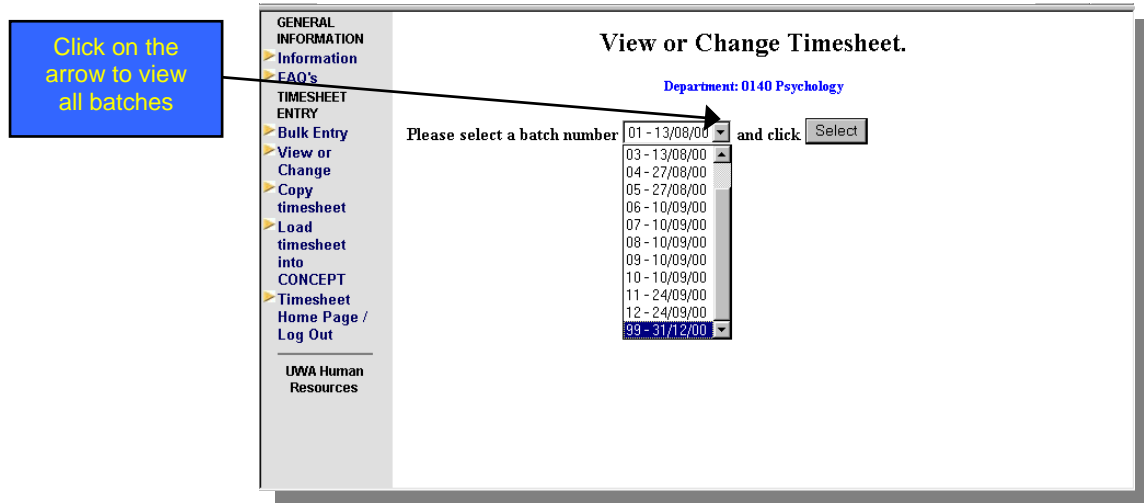 Click on the
arrow to view
all batches
GENERAL
INFORMATION
Information
FAQ's
TIMESHEET
ENTRY
Bulk Entry
View or
Change
Copy
timesheet
Load
timesheet
into
CONCEPT
Timesheet
Home Page /
Log Out
UWA Human
Resources
View or Change Timesheet.
Department: 0140 Psychology
Please select a batch number 01 - 13/08/00 and click Select
03 - 13/08/00
04 - 27/08/00
05 - 27/08/00
06 - 10/09/00
07 - 10/09/00
08 - 10/09/00
09 - 10/09/00
10 - 10/09/00
11 - 24/09/00
12 - 24/09/00
99 - 31/12/00